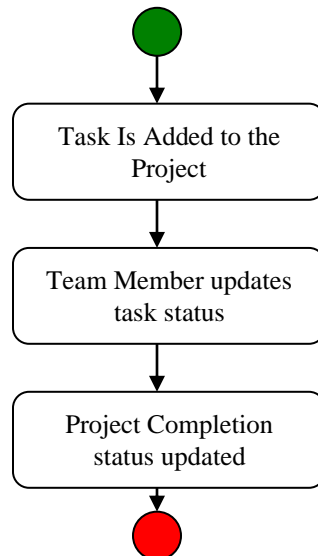 Task Is Added to the
Project
Team Member updates
task status
Project Completion
status updated